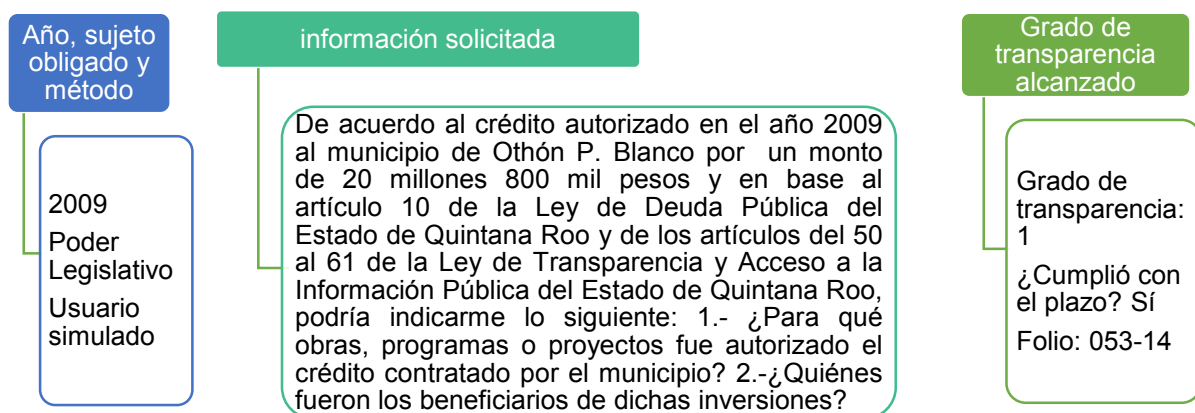 Año, sujeto
obligado y
método
2009
Poder
Legislativo
Usuario
simulado
información solicitada
De acuerdo al crédito autorizado en el año 2009
al municipio de Othón P. Blanco por un monto
de 20 millones 800 mil pesos y en base al
artículo 10 de la Ley de Deuda Pública del
Estado de Quintana Roo y de los artículos del 50
al 61 de la Ley de Transparencia y Acceso a la
Información Pública del Estado de Quintana Roo,
podría indicarme lo siguiente: 1.- ¿Para qué
obras, programas o proyectos fue autorizado el
crédito contratado por el municipio? 2.-¿Quiénes
fueron los beneficiarios de dichas inversiones?
Grado de
transparencia
alcanzado
Grado de
transparencia:
1
¿Cumplió con
el plazo? Sí
Folio: 053-14